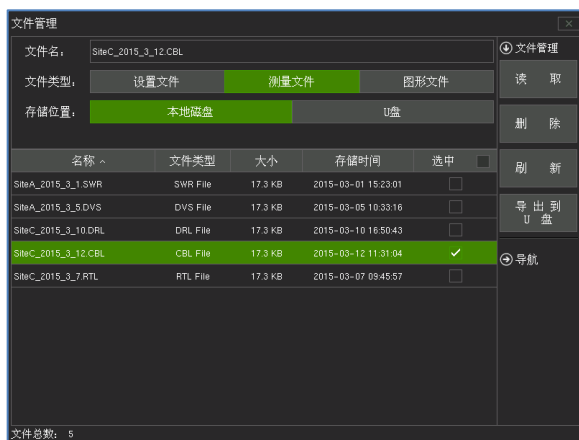 文件管理
文件名： SiteC_2015_3_12.CBL
文件类型： 设置文件 测量文件 图形文件
存储位置： 本地磁盘 U盘
名称 文件类型 大小 存储时间 选中
SiteA_2015_3_1.SWR SWR File 17.3 KB 2015-03-01 15:23:01
SiteA_2015_3_5.DVS DVS File 17.3 KB 2015-03-05 10:33:16
SiteC_2015_3_10.DRL DRL File 17.3 KB 2015-03-10 16:50:43
SiteC_2015_3_12.CBL CBL File 17.3 KB 2015-03-12 11:31:04
SiteC_2015_3_7.RTL RTL File 17.3 KB 2015-03-07 09:45:57
文件总数： 5
文件管理
读 取
删 除
刷 新
导 出 到
U 盘
导航